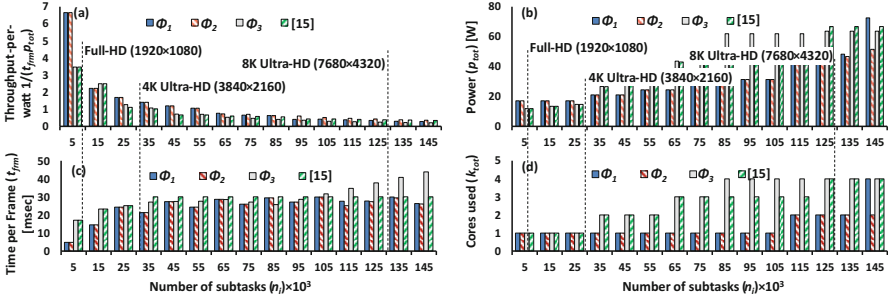 (a)
Φ1 Φ2 Φ3 [15]
Full-HD (1920×1080)
8K Ultra-HD (7680×4320)
4K Ultra-HD (3840×2160)
Throughput-per-
watt 1/(tfrm.ptot)
7
6
5
4
3
2
1
0
5 15 25 35 45 55 65 75 85 95 105 115 125 135 145
(b)
Φ1 Φ2 Φ3 [15]
Full-HD (1920×1080)
8K Ultra-HD (7680×4320)
4K Ultra-HD (3840×2160)
Power (ptot) [W]
80
60
40
20
0
5 15 25 35 45 55 65 75 85 95 105 115 125 135 145
(c)
Φ1 Φ2 Φ3 [15]
Time per Frame (tfrm)
[msec]
50
40
30
20
10
0
5 15 25 35 45 55 65 75 85 95 105 115 125 135 145
Number of subtasks (ni)×10³
(d)
Φ1 Φ2 Φ3 [15]
Cores used (ktot)
5
4
3
2
1
0
5 15 25 35 45 55 65 75 85 95 105 115 125 135 145
Number of subtasks (ni)×10³